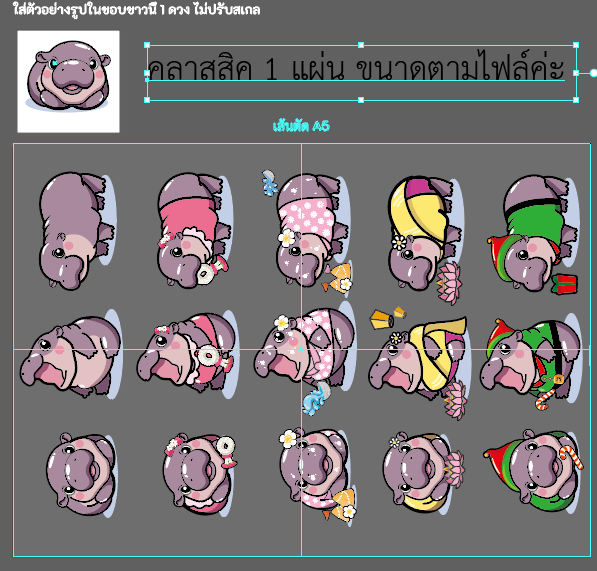 ใส่ตัวอย่างรูปในขอบขาวนี้ 1 ดวง ไม่ปรับสเกล
คลาสสิค 1 แผ่น ขนาดตามไฟล์ค่ะ
เส้นตัด A5